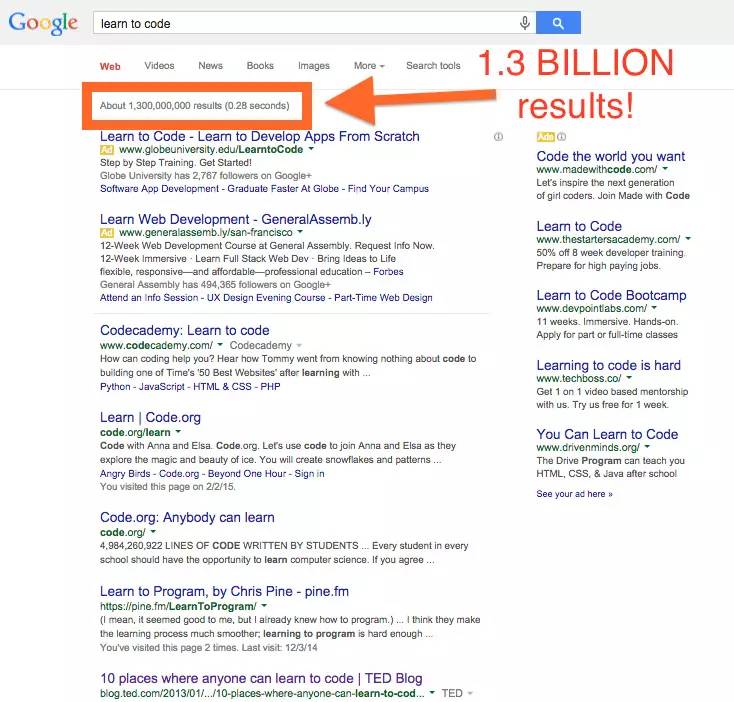 Google
learn to code
Web Videos News Books Images More Search tools
1.3 BILLION
results!
About 1,300,000,000 results (0.28 seconds)
Learn to Code - Learn to Develop Apps From Scratch
Ad www.globeuniversity.edu/LearntoCode
Step by Step Training. Get Started!
Globe University has 2,767 followers on Google+
Software App Development - Graduate Faster At Globe - Find Your Campus
Learn Web Development - GeneralAssemb.ly
Ad www.generalassemb.ly/san-francisco
12-Week Web Development Course at General Assembly. Request Info Now.
12-Week Immersive · Learn Full Stack Web Dev · Bring Ideas to Life
flexible, responsive—and affordable—professional education – Forbes
General Assembly has 494,365 followers on Google+
Attend an Info Session - UX Design Evening Course - Part-Time Web Design
Codecademy: Learn to code
www.codecademy.com/ Codecademy
How can coding help you? Hear how Tommy went from knowing nothing about code to
building one of Time's '50 Best Websites' after learning with ...
Python - JavaScript - HTML & CSS - PHP
Learn | Code.org
code.org/learn
Code with Anna and Elsa. Code.org. Let's use code to join Anna and Elsa as they
explore the magic and beauty of ice. You will create snowflakes and patterns ...
Angry Birds - Code.org - Beyond One Hour - Sign in
You visited this page on 2/2/15.
Code.org: Anybody can learn
code.org/
4,984,260,922 LINES OF CODE WRITTEN BY STUDENTS ... Every student in every
school should have the opportunity to learn computer science. If you agree ...
Learn to Program, by Chris Pine - pine.fm
https://pine.fm/LearnToProgram/
(I mean, it seemed good to me, but I already knew how to program.) ... I think they make
the learning process much smoother; learning to program is hard enough ...
You've visited this page 2 times. Last visit: 12/3/14
10 places where anyone can learn to code | TED Blog
blog.ted.com/2013/01/.../10-places-where-anyone-can-learn-to-cod... TED
Ads
Code the world you want
www.madewithcode.com/
Let's inspire the next generation
of girl coders. Join Made with Code
Learn to Code
www.thestartersacademy.com/
50% off 8 week developer training.
Prepare for high paying jobs.
Learn to Code Bootcamp
www.devpointlabs.com/
11 weeks. Immersive. Hands-on.
Apply for part or full-time classes
Learning to code is hard
www.techboss.co/
Get 1 on 1 video based mentorship
with us. Try us free for 1 week.
You Can Learn to Code
www.drivenminds.org/
The Drive Program can teach you
HTML, CSS, & Java after school
See your ad here »